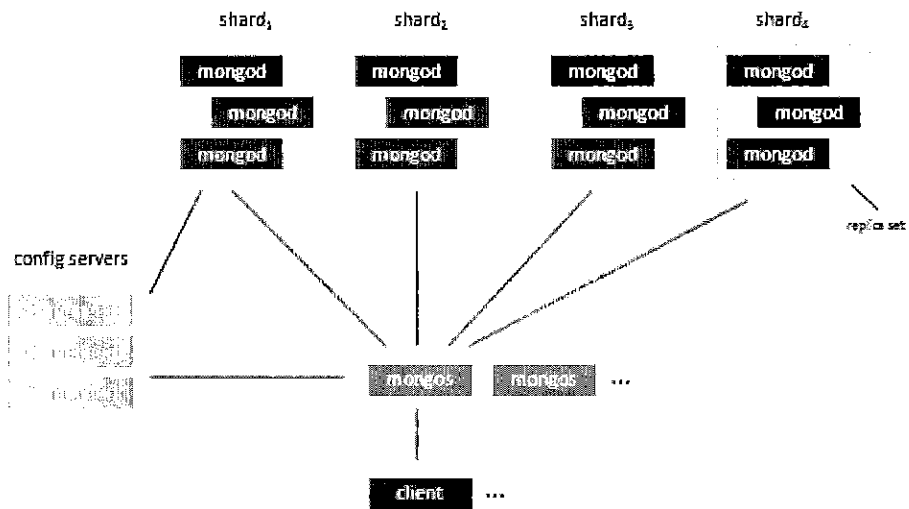 shard₁ shard₂ shard₃ shard₄
mongod mongod mongod mongod
mongod mongod mongod mongod
mongod mongod mongod mongod
replica set
config servers
mongos mongos ...
client ...